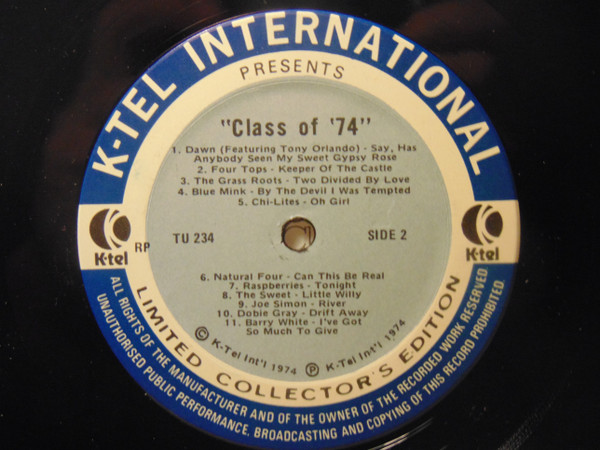 K-TEL INTERNATIONAL
PRESENTS
"Class of '74"
1. Dawn (Featuring Tony Orlando) - Say, Has
Anybody Seen My Sweet Gypsy Rose
2. Four Tops - Keeper Of The Castle
3. The Grass Roots - Two Divided By Love
4. Blue Mink - By The Devil I Was Tempted
5. Chi-Lites - Oh Girl
K-tel
RP
TU 234
SIDE 2
K-tel
6. Natural Four - Can This Be Real
7. Raspberries - Tonight
8. The Sweet - Little Willy
9. Joe Simon - River
10. Dobie Gray - Drift Away
11. Barry White - I've Got
So Much To Give
© K-Tel Int'l 1974 ℗ K-Tel Int'l 1974
LIMITED COLLECTOR'S EDITION
ALL RIGHTS OF THE MANUFACTURER AND OF THE OWNER OF THE RECORDED WORK RESERVED.
UNAUTHORISED PUBLIC PERFORMANCE, BROADCASTING AND COPYING OF THIS RECORD PROHIBITED.